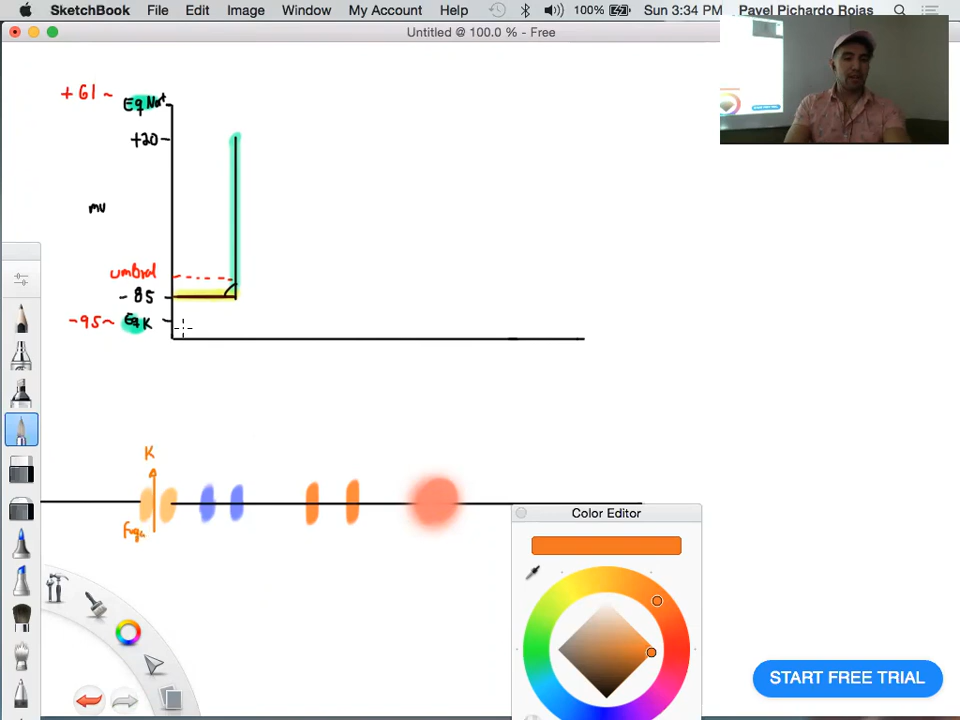 SketchBook File Edit Image Window My Account Help 100% Sun 3:34 PM Pavel Pichardo Rojas
Untitled @ 100.0 % - Free
+61 ~ Eq Na+
+20
mv
umbral
-85
-95~ Eq K
K
Fuga
Color Editor
START FREE TRIAL